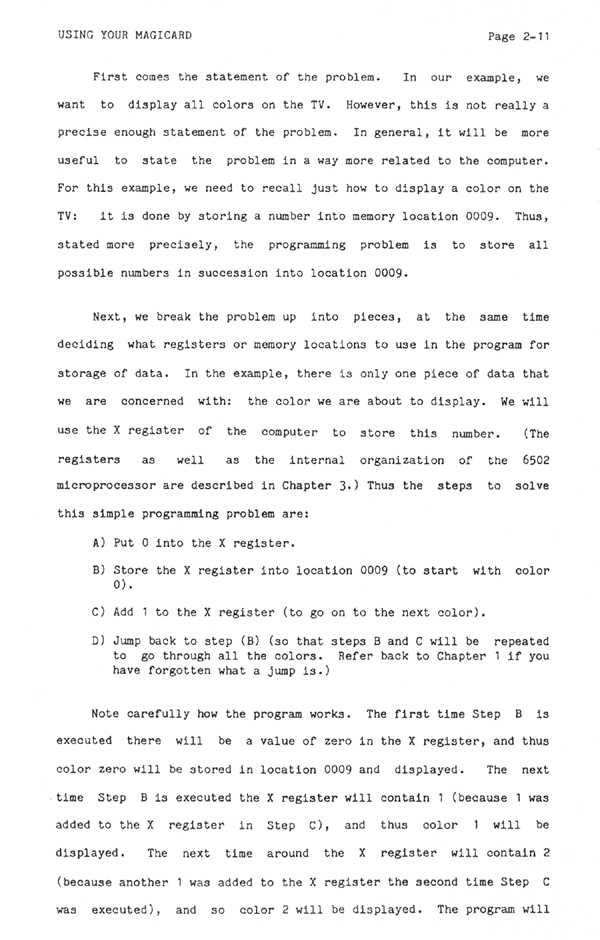 USING YOUR MAGICARD Page 2-11
First comes the statement of the problem. In our example, we
want to display all colors on the TV. However, this is not really a
precise enough statement of the problem. In general, it will be more
useful to state the problem in a way more related to the computer.
For this example, we need to recall just how to display a color on the
TV: it is done by storing a number into memory location 0009. Thus,
stated more precisely, the programming problem is to store all
possible numbers in succession into location 0009.
Next, we break the problem up into pieces, at the same time
deciding what registers or memory locations to use in the program for
storage of data. In the example, there is only one piece of data that
we are concerned with: the color we are about to display. We will
use the X register of the computer to store this number. (The
registers as well as the internal organization of the 6502
microprocessor are described in Chapter 3.) Thus the steps to solve
this simple programming problem are:
A) Put 0 into the X register.
B) Store the X register into location 0009 (to start with color
0).
C) Add 1 to the X register (to go on to the next color).
D) Jump back to step (B) (so that steps B and C will be repeated
to go through all the colors. Refer back to Chapter 1 if you
have forgotten what a jump is.)
Note carefully how the program works. The first time Step B is
executed there will be a value of zero in the X register, and thus
color zero will be stored in location 0009 and displayed. The next
time Step B is executed the X register will contain 1 (because 1 was
added to the X register in Step C), and thus color 1 will be
displayed. The next time around the X register will contain 2
(because another 1 was added to the X register the second time Step C
was executed), and so color 2 will be displayed. The program will